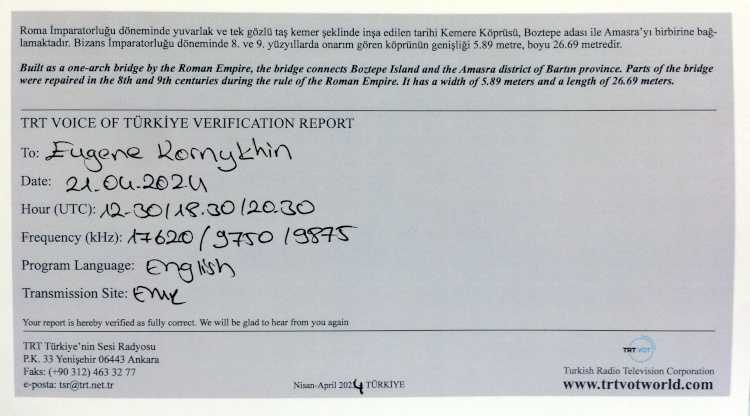 Roma İmparatorluğu döneminde yuvarlak ve tek gözlü taş kemer şeklinde inşa edilen tarihi Kemere Köprüsü, Boztepe adası ile Amasra'yı birbirine bağ-
lamaktadır. Bizans İmparatorluğu döneminde 8. ve 9. yüzyıllarda onarım gören köprünün genişliği 5.89 metre, boyu 26.69 metredir.
Built as a one-arch bridge by the Roman Empire, the bridge connects Boztepe Island and the Amasra district of Bartın province. Parts of the bridge
were repaired in the 8th and 9th centuries during the rule of the Roman Empire. It has a width of 5.89 meters and a length of 26.69 meters.
TRT VOICE OF TÜRKİYE VERIFICATION REPORT
To: Eugene Kornykhin
Date: 21.04.2024
Hour (UTC): 12.30/18.30/20.30
Frequency (kHz): 17620/9750/9875
Program Language: English
Transmission Site: EMR
Your report is hereby verified as fully correct. We will be glad to hear from you again
TRT Türkiye'nin Sesi Radyosu
P.K. 33 Yenişehir 06443 Ankara
Faks: (+90 312) 463 32 77
e-posta: tsr@trt.net.tr
Nisan-April 2024 TÜRKİYE
TRT VOT
Turkish Radio Television Corporation
www.trtvotworld.com